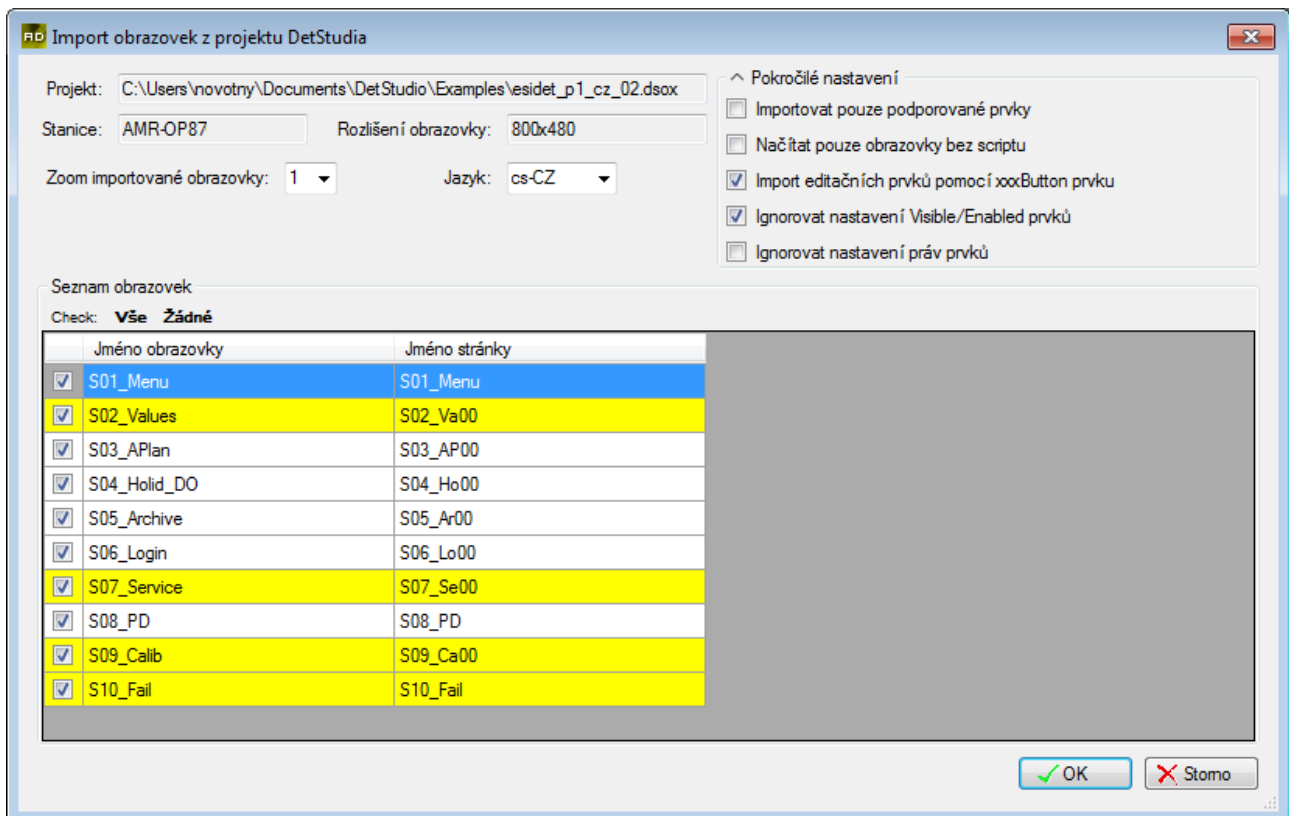 Import obrazovek z projektu DetStudia
Projekt: C:\Users\novotny\Documents\DetStudio\Examples\esidet_p1_cz_02.dsox
Stanice: AMR-OP87 Rozlišení obrazovky: 800x480
Zoom importované obrazovky: 1 Jazyk: cs-CZ
Pokročilé nastavení
Importovat pouze podporované prvky
Načítat pouze obrazovky bez scriptu
Import editačních prvků pomocí xxxButton prvku
Ignorovat nastavení Visible/Enabled prvků
Ignorovat nastavení práv prvků
Seznam obrazovek
Check: Vše Žádné
Jméno obrazovky Jméno stránky
S01_Menu S01_Menu
S02_Values S02_Va00
S03_APlan S03_AP00
S04_Holid_DO S04_Ho00
S05_Archive S05_Ar00
S06_Login S06_Lo00
S07_Service S07_Se00
S08_PD S08_PD
S09_Calib S09_Ca00
S10_Fail S10_Fail
OK Storno